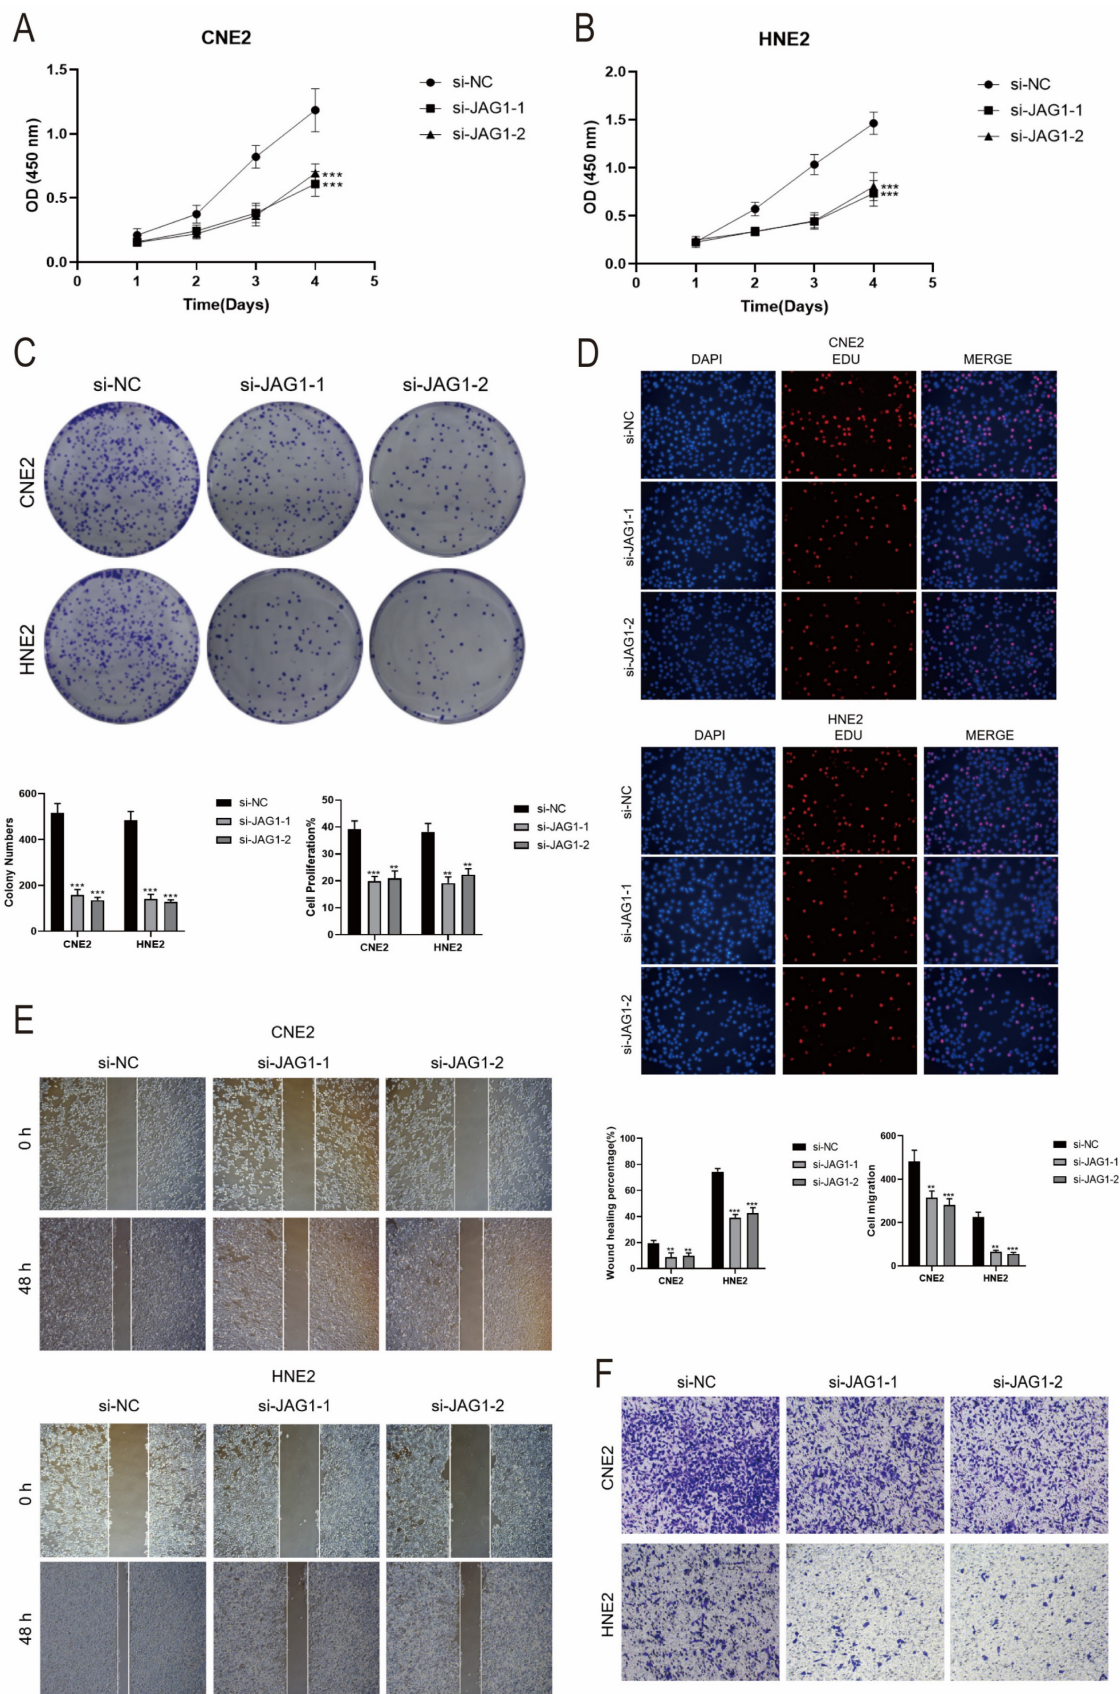 A
CNE2
OD (450 nm)
1.5
1.0
0.5
0.0
0 1 2 3 4 5
Time(Days)
si-NC
si-JAG1-1
si-JAG1-2
***
***
B
HNE2
OD (450 nm)
2.0
1.5
1.0
0.5
0.0
0 1 2 3 4 5
Time(Days)
si-NC
si-JAG1-1
si-JAG1-2
***
***
C
si-NC si-JAG1-1 si-JAG1-2
CNE2
HNE2
Colony Numbers
600
400
200
0
*** *** *** ***
CNE2 HNE2
si-NC
si-JAG1-1
si-JAG1-2
Cell Proliferation%
50
40
30
20
10
0
*** ** ** **
CNE2 HNE2
si-NC
si-JAG1-1
si-JAG1-2
D
CNE2
DAPI EDU MERGE
si-NC
si-JAG1-1
si-JAG1-2
HNE2
DAPI EDU MERGE
si-NC
si-JAG1-1
si-JAG1-2
E
CNE2
si-NC si-JAG1-1 si-JAG1-2
0 h
48 h
HNE2
si-NC si-JAG1-1 si-JAG1-2
0 h
48 h
Wound healing percentage(%)
100
80
60
40
20
0
** ** *** ***
CNE2 HNE2
si-NC
si-JAG1-1
si-JAG1-2
Cell migration
600
400
200
0
** *** ** ***
CNE2 HNE2
si-NC
si-JAG1-1
si-JAG1-2
F
si-NC si-JAG1-1 si-JAG1-2
CNE2
HNE2